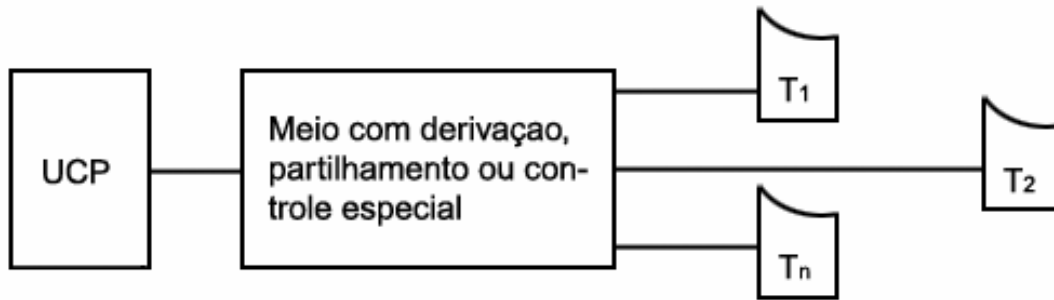 UCP
Meio com derivaçao,
partilhamento ou con-
trole especial
T1
T2
Tn